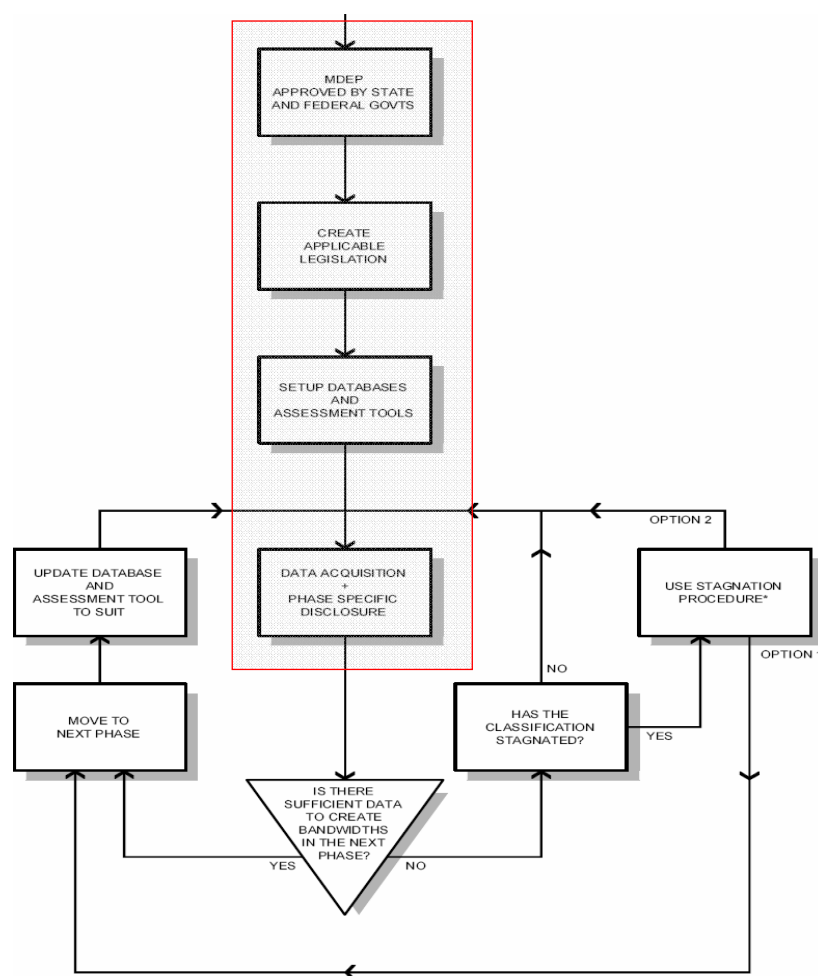 MDEP
APPROVED BY STATE
AND FEDERAL GOVTS
CREATE
APPLICABLE
LEGISLATION
SETUP DATABASES
AND
ASSESSMENT TOOLS
OPTION 2
UPDATE DATABASE
AND
ASSESSMENT TOOL
TO SUIT
DATA ACQUISITION
+
PHASE SPECIFIC
DISCLOSURE
USE STAGNATION
PROCEDURE*
OPTION 1
NO
MOVE TO
NEXT PHASE
HAS THE
CLASSIFICATION
STAGNATED?
YES
IS THERE
SUFFICIENT DATA
TO CREATE
BANDWIDTHS
IN THE NEXT
PHASE?
YES
NO